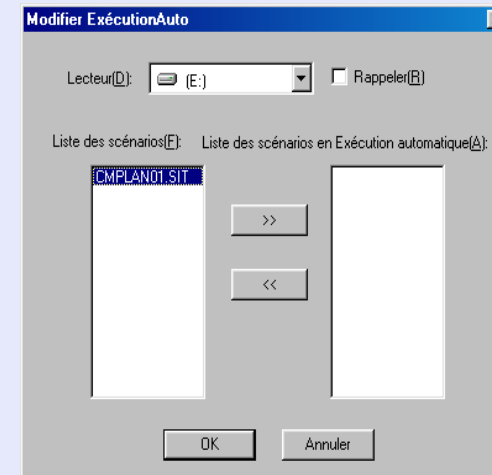 Modifier ExécutionAuto
Lecteur(D): (E:) Rappeler(R)
Liste des scénarios(F): Liste des scénarios en Exécution automatique(A):
CMPLAN01.SIT
>>
<<
OK Annuler